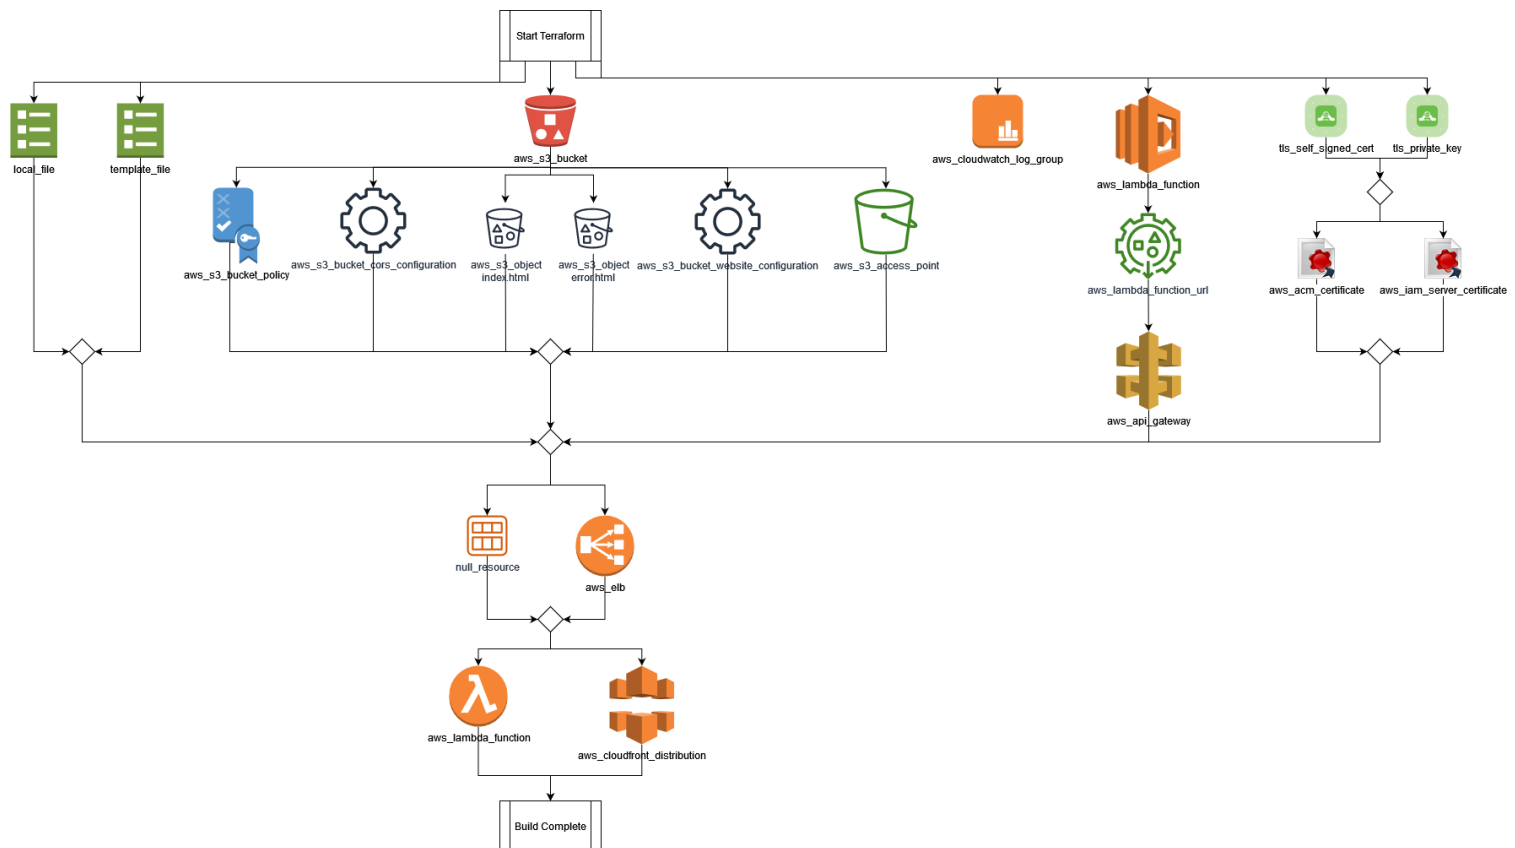 Start Terraform
local_file
template_file
aws_s3_bucket
aws_cloudwatch_log_group
aws_lambda_function
tls_self_signed_cert
tls_private_key
aws_s3_bucket_policy
aws_s3_bucket_cors_configuration
aws_s3_object
index.html
aws_s3_object
error.html
aws_s3_bucket_website_configuration
aws_s3_access_point
aws_lambda_function_url
aws_acm_certificate
aws_iam_server_certificate
aws_api_gateway
null_resource
aws_elb
aws_lambda_function
aws_cloudfront_distribution
Build Complete